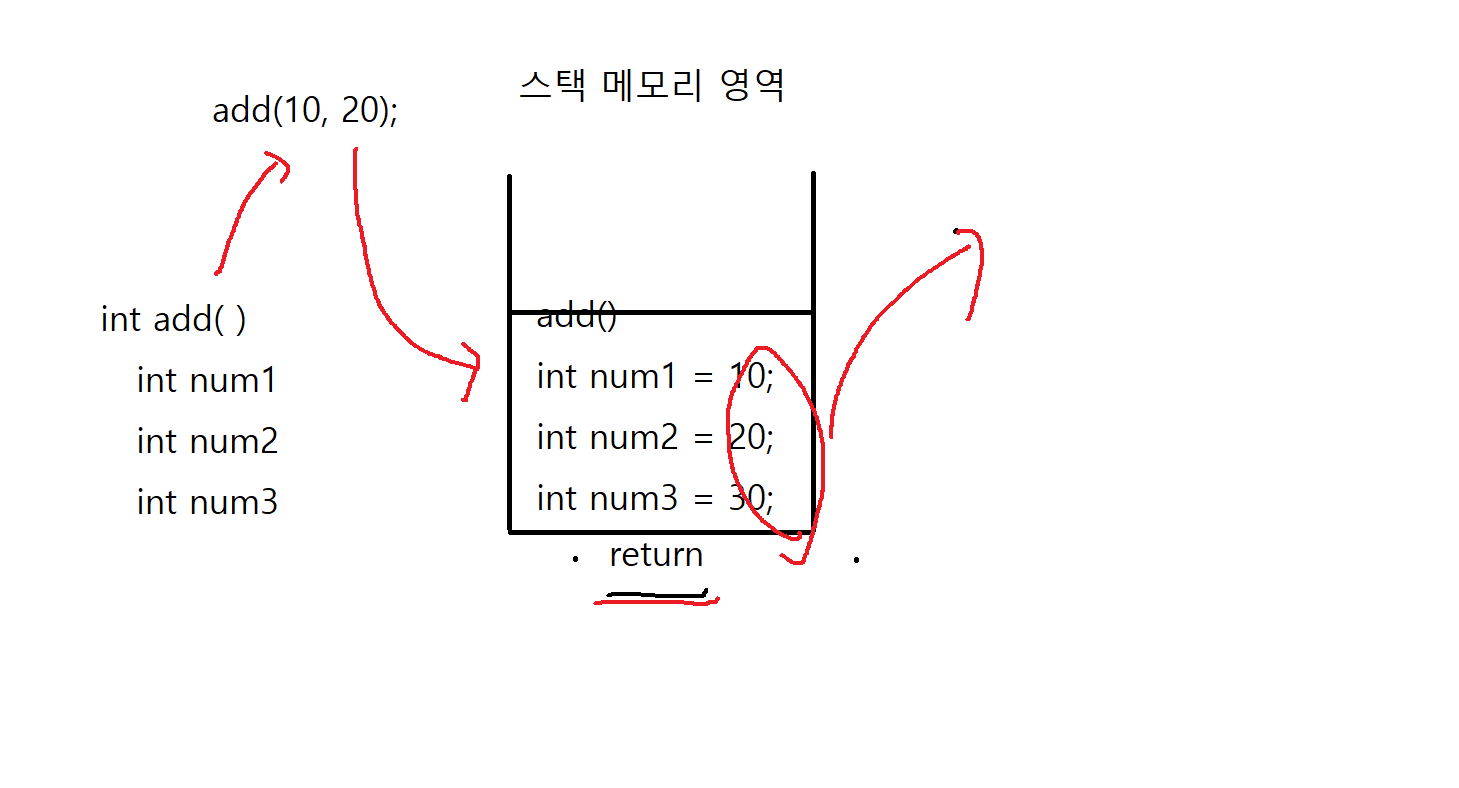 스택 메모리 영역
add(10, 20);
int add( )
int num1
int num2
int num3
add()
int num1 = 10;
int num2 = 20;
int num3 = 30;
return